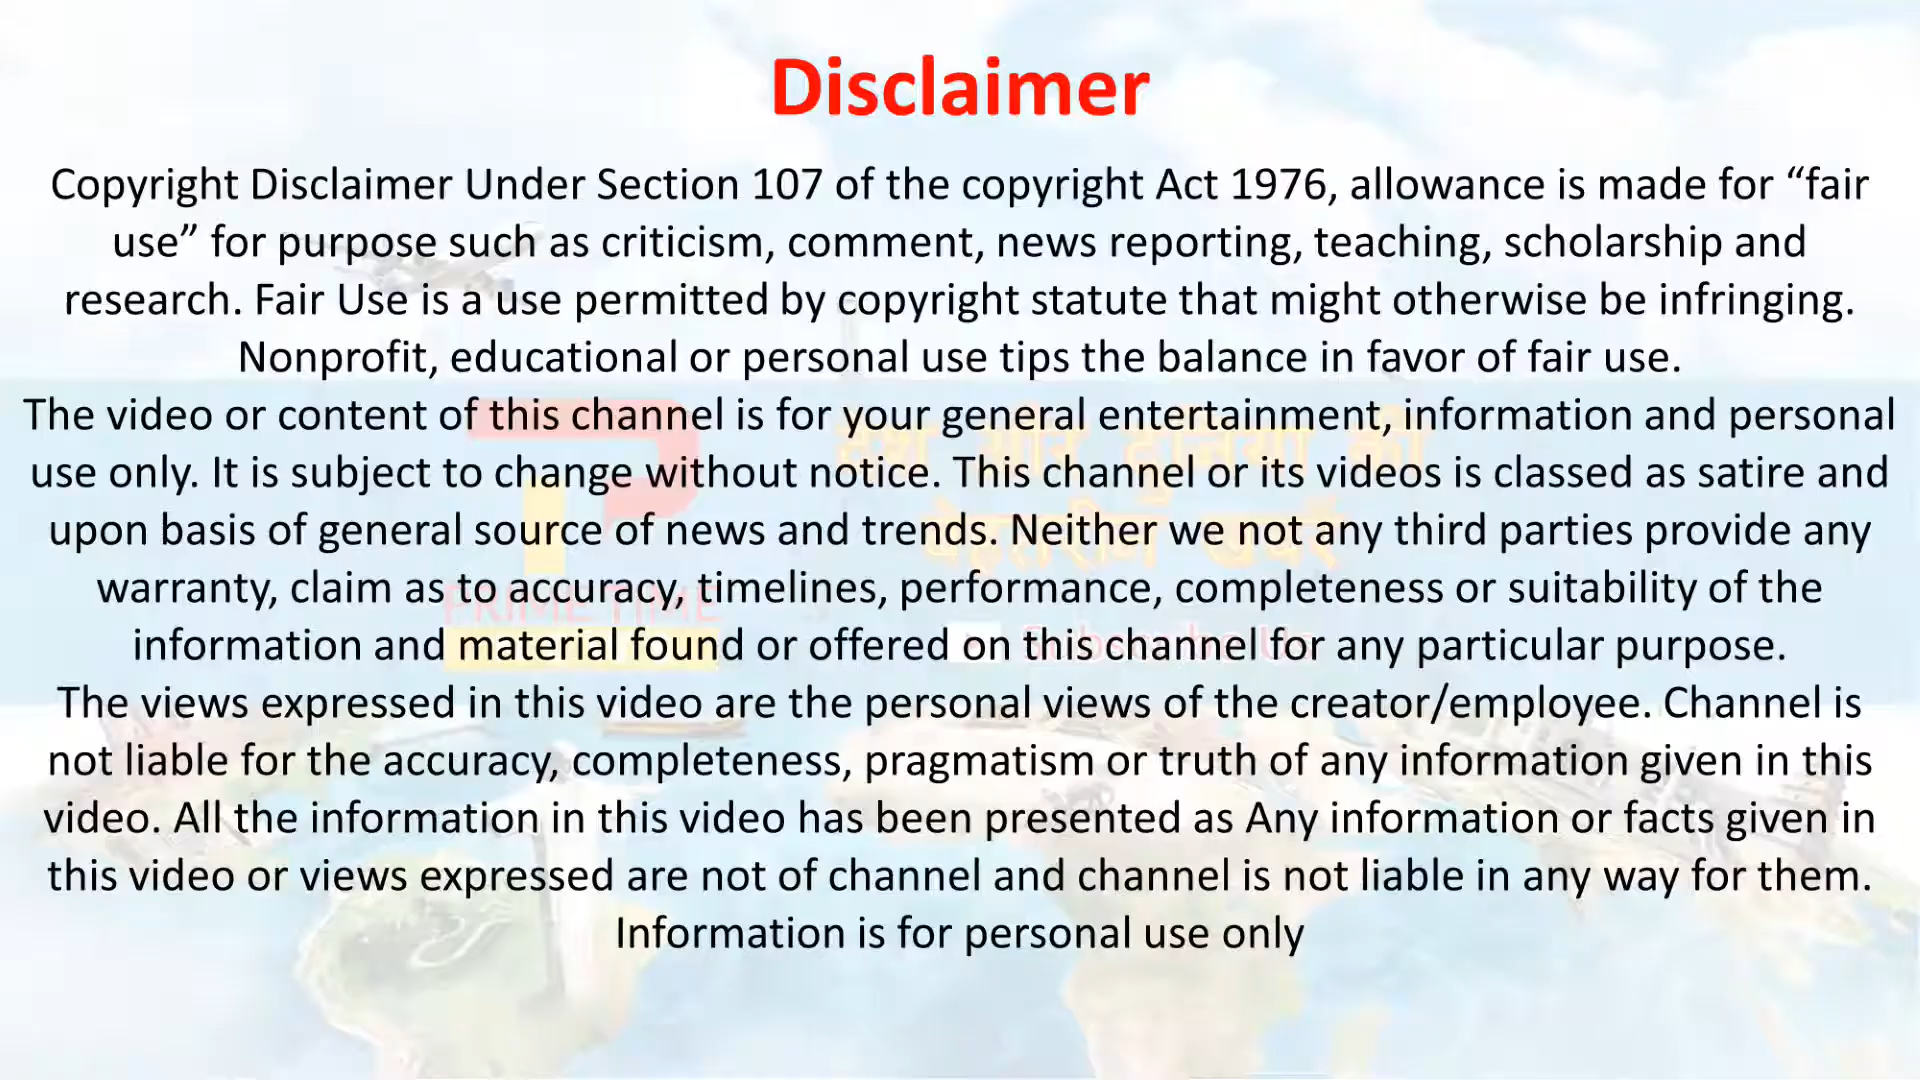 Disclaimer
Copyright Disclaimer Under Section 107 of the copyright Act 1976, allowance is made for “fair
use” for purpose such as criticism, comment, news reporting, teaching, scholarship and
research. Fair Use is a use permitted by copyright statute that might otherwise be infringing.
Nonprofit, educational or personal use tips the balance in favor of fair use.
The video or content of this channel is for your general entertainment, information and personal
use only. It is subject to change without notice. This channel or its videos is classed as satire and
upon basis of general source of news and trends. Neither we not any third parties provide any
warranty, claim as to accuracy, timelines, performance, completeness or suitability of the
information and material found or offered on this channel for any particular purpose.
The views expressed in this video are the personal views of the creator/employee. Channel is
not liable for the accuracy, completeness, pragmatism or truth of any information given in this
video. All the information in this video has been presented as Any information or facts given in
this video or views expressed are not of channel and channel is not liable in any way for them.
Information is for personal use only
देश और दुनिया की
बेहतरीन खबरें
PRIME TIME
Subscribe Us